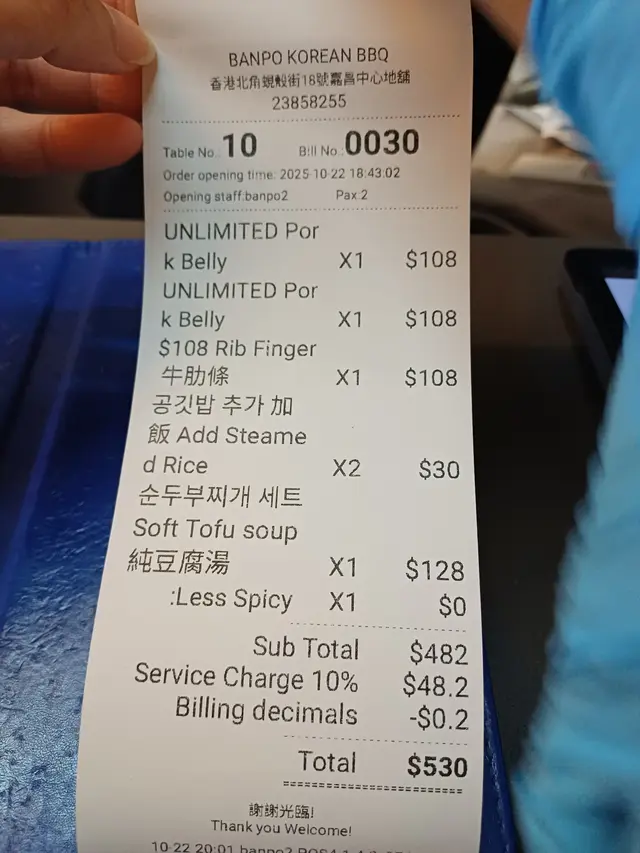 BANPO KOREAN BBQ
香港北角蜆殼街18號嘉昌中心地舖
23858255
Table No.: 10 Bill No.: 0030
Order opening time: 2025-10-22 18:43:02
Opening staff:banpo2 Pax:2
UNLIMITED Por
k Belly X1 $108
UNLIMITED Por
k Belly X1 $108
$108 Rib Finger
牛肋條 X1 $108
공깃밥 추가 加
飯 Add Steame
d Rice X2 $30
순두부찌개 세트
Soft Tofu soup
純豆腐湯 X1 $128
:Less Spicy X1 $0
Sub Total $482
Service Charge 10% $48.2
Billing decimals -$0.2
Total $530
謝謝光臨!
Thank you Welcome!
10-22 20:01 banpo2